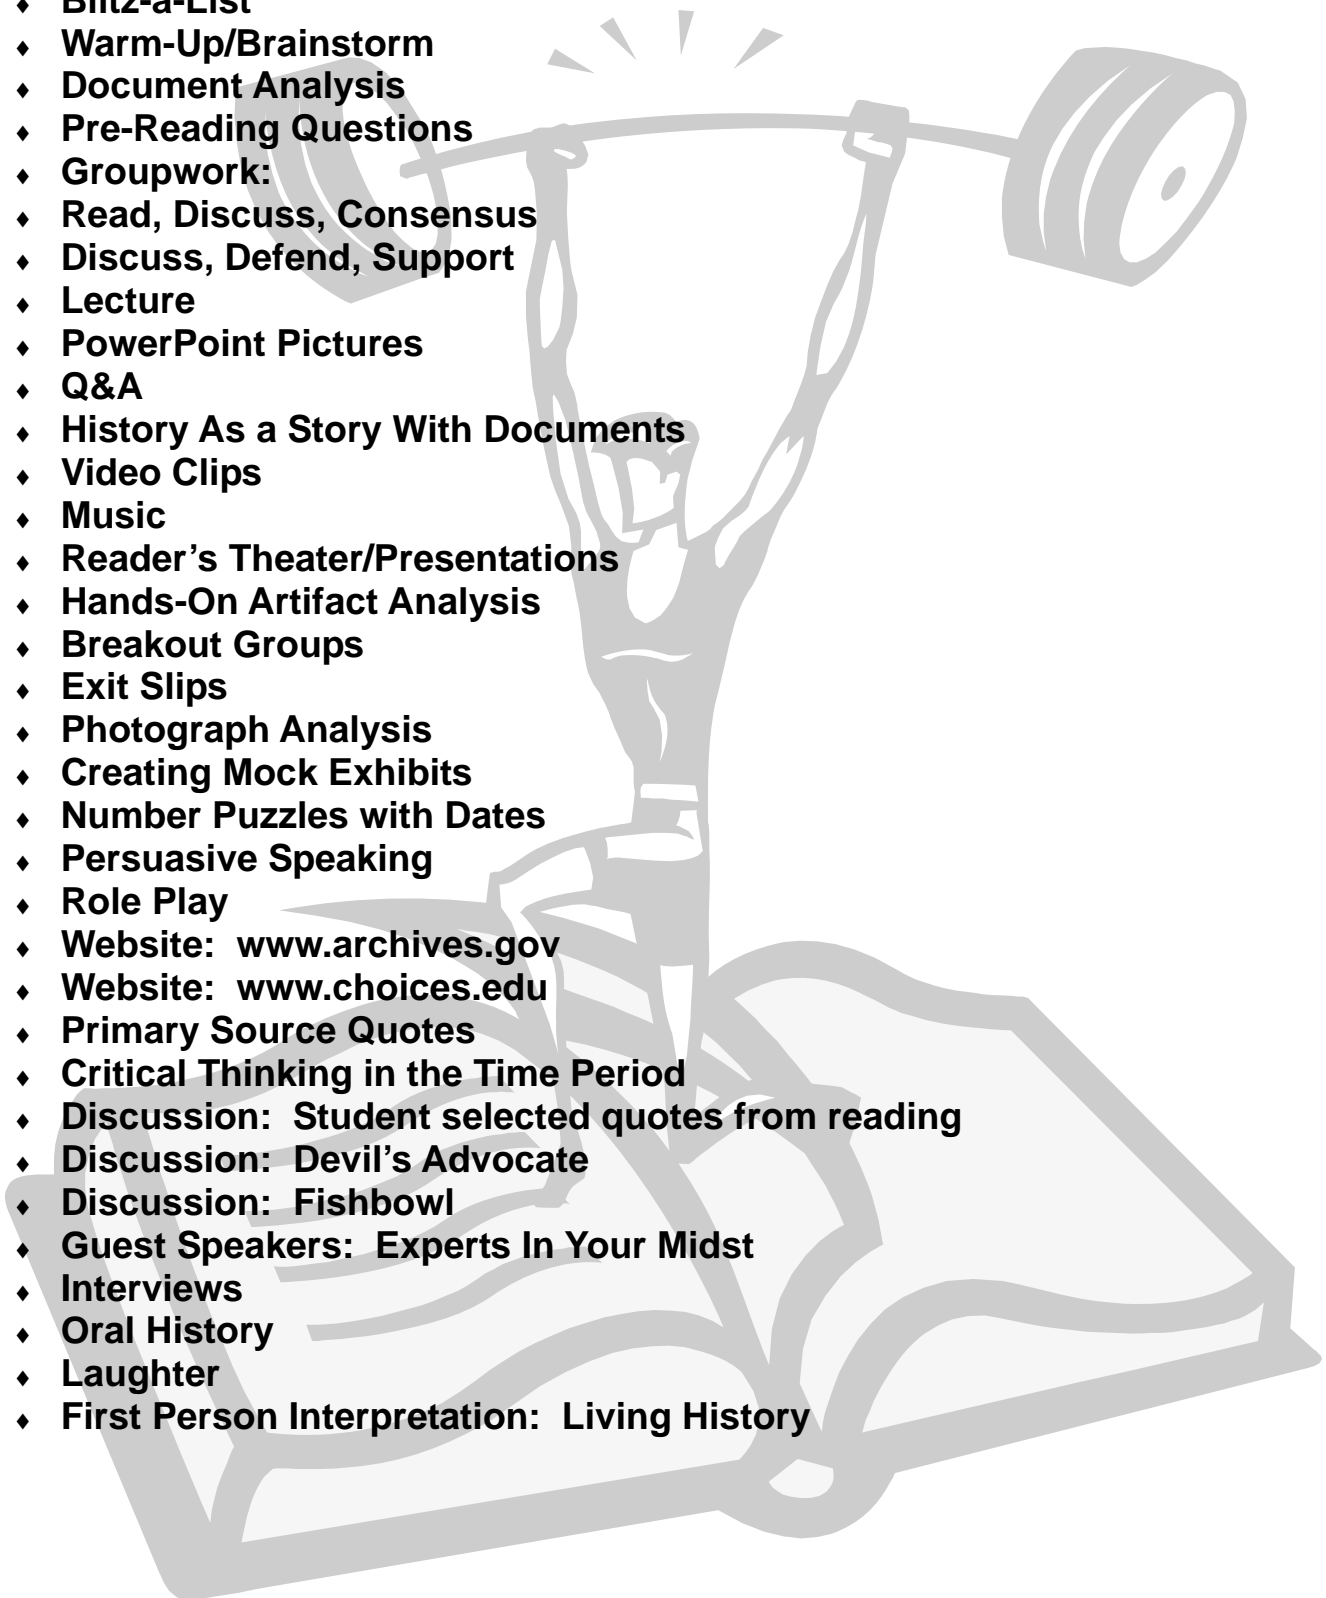 ♦ Blitz-a-List
♦ Warm-Up/Brainstorm
♦ Document Analysis
♦ Pre-Reading Questions
♦ Groupwork:
♦ Read, Discuss, Consensus
♦ Discuss, Defend, Support
♦ Lecture
♦ PowerPoint Pictures
♦ Q&A
♦ History As a Story With Documents
♦ Video Clips
♦ Music
♦ Reader’s Theater/Presentations
♦ Hands-On Artifact Analysis
♦ Breakout Groups
♦ Exit Slips
♦ Photograph Analysis
♦ Creating Mock Exhibits
♦ Number Puzzles with Dates
♦ Persuasive Speaking
♦ Role Play
♦ Website:  www.archives.gov
♦ Website:  www.choices.edu
♦ Primary Source Quotes
♦ Critical Thinking in the Time Period
♦ Discussion:  Student selected quotes from reading
♦ Discussion:  Devil’s Advocate
♦ Discussion:  Fishbowl
♦ Guest Speakers:  Experts In Your Midst
♦ Interviews
♦ Oral History
♦ Laughter
♦ First Person Interpretation:  Living History